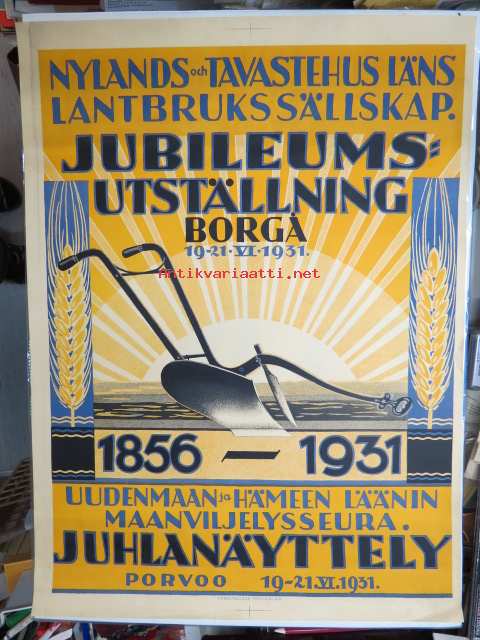 NYLANDS och TAVASTEHUS LÄNS
LANTBRUKSSÄLLSKAP.
JUBILEUMS=
UTSTÄLLNING
BORGÅ
19-21·VI·1931.
Antikvariaatti.net
1856 — 1931
UUDENMAAN ja HÄMEEN LÄÄNIN
MAANVILJELYSSEURA.
JUHLANÄYTTELY
PORVOO 19-21.VI.1931.